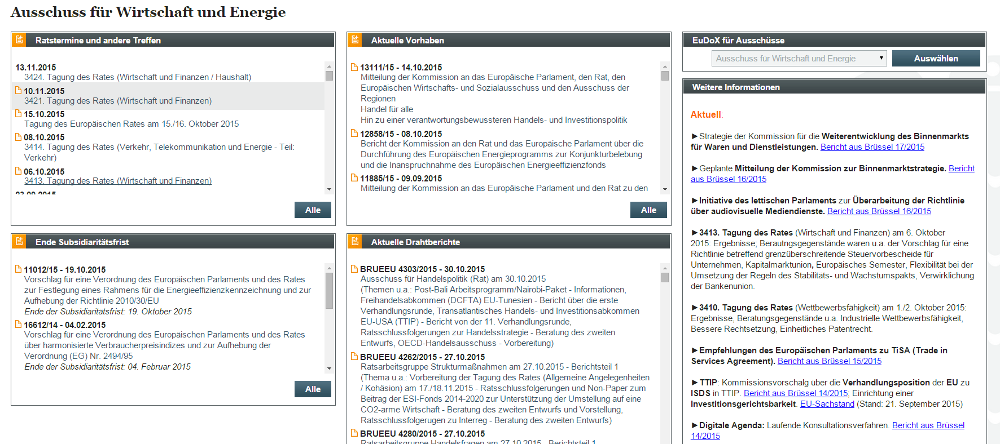 Ausschuss für Wirtschaft und Energie
Ratstermine und andere Treffen
13.11.2015
3424. Tagung des Rates (Wirtschaft und Finanzen / Haushalt)
10.11.2015
3421. Tagung des Rates (Wirtschaft und Finanzen)
15.10.2015
Tagung des Europäischen Rates am 15./16. Oktober 2015
08.10.2015
3414. Tagung des Rates (Verkehr, Telekommunikation und Energie - Teil:
Verkehr)
06.10.2015
3413. Tagung des Rates (Wirtschaft und Finanzen)
23.09.2015
Alle
Aktuelle Vorhaben
13111/15 - 14.10.2015
Mitteilung der Kommission an das Europäische Parlament, den Rat, den
Europäischen Wirtschafts- und Sozialausschuss und den Ausschuss der
Regionen
Handel für alle
Hin zu einer verantwortungsbewussteren Handels- und Investitionspolitik
12858/15 - 08.10.2015
Bericht der Kommission an den Rat und das Europäische Parlament über die
Durchführung des Europäischen Energieprogramms zur Konjunkturbelebung
und die Inanspruchnahme des Europäischen Energieeffizienzfonds
11885/15 - 09.09.2015
Mitteilung der Kommission an das Europäische Parlament und den Rat zu den
Alle
EuDoX für Ausschüsse
Ausschuss für Wirtschaft und Energie
Auswählen
Ende Subsidiaritätsfrist
11012/15 - 19.10.2015
Vorschlag für eine Verordnung des Europäischen Parlaments und des Rates
zur Festlegung eines Rahmens für die Energieeffizienzkennzeichnung und zur
Aufhebung der Richtlinie 2010/30/EU
Ende der Subsidiaritätsfrist: 19. Oktober 2015
16612/14 - 04.02.2015
Vorschlag für eine Verordnung des Europäischen Parlaments und des Rates
über harmonisierte Verbraucherpreisindizes und zur Aufhebung der
Verordnung (EG) Nr. 2494/95
Ende der Subsidiaritätsfrist: 04. Februar 2015
Alle
Aktuelle Drahtberichte
BRUEEU 4303/2015 - 30.10.2015
Ausschuss für Handelspolitik (Rat) am 30.10.2015
(Themen u.a.: Post-Bali Arbeitsprogramm/Nairobi-Paket - Informationen,
Freihandelsabkommen (DCFTA) EU-Tunesien - Bericht über die erste
Verhandlungsrunde, Transatlantisches Handels- und Investitionsabkommen
EU-USA (TTIP) - Bericht von der 11. Verhandlungsrunde,
Ratsschlussfolgerungen zur Handelsstrategie - Beratung des zweiten
Entwurfs, OECD-Handelsausschuss - Vorbereitung)
BRUEEU 4262/2015 - 27.10.2015
Ratsarbeitsgruppe Strukturmaßnahmen am 27.10.2015 - Berichtsteil 1
(Thema u.a.: Vorbereitung der Tagung des Rates (Allgemeine Angelegenheiten
/ Kohäsion) am 17./18.11.2015 - Ratsschlussfolgerungen und Non-Paper zum
Beitrag der ESI-Fonds 2014-2020 zur Unterstützung der Umstellung auf eine
CO2-arme Wirtschaft - Beratung des zweiten Entwurfs und Vorstellung,
Ratsschlussfolgerugen zu Interreg - Beratung des zweiten Entwurfs)
BRUEEU 4280/2015 - 27.10.2015
Ratsarbeitsgruppe Handelsfragen am 27.10.2015 - Berichtsteil 1
Weitere Informationen
Aktuell:
►Strategie der Kommission für die Weiterentwicklung des Binnenmarkts
für Waren und Dienstleistungen. Bericht aus Brüssel 17/2015
►Geplante Mitteilung der Kommission zur Binnenmarktstrategie. Bericht
aus Brüssel 16/2015
►Initiative des lettischen Parlaments zur Überarbeitung der Richtlinie
über audiovisuelle Mediendienste. Bericht aus Brüssel 16/2015
►3413. Tagung des Rates (Wirtschaft und Finanzen) am 6. Oktober
2015: Ergebnisse; Berautngsgegenstände waren u.a. der Vorschlag für eine
Richtlinie betreffend grenzüberschreitende Steuervorbescheide für
Unternehmen, Kapitalmarktunion, Europäisches Semester, Flexibilität bei der
Umsetzung der Regeln des Stabilitäts- und Wachstumspakts, Verwirklichung
der Bankenunion.
►3410. Tagung des Rates (Wettbewerbsfähigkeit) am 1./2. Oktober 2015:
Ergebnisse, Beratungsgegenstände u.a. Industrielle Wettbewerbsfähigkeit,
Bessere Rechtsetzung, Einheitliches Patentrecht.
►Empfehlungen des Europäischen Parlaments zu TiSA (Trade in
Services Agreement). Bericht aus Brüssel 15/2015
►TTIP: Kommissionsvorschalg über die Verhandlungsposition der EU zu
ISDS in TTIP. Bericht aus Brüssel 14/2015; Einrichtung einer
Investitionsgerichtsbarkeit. EU-Sachstand (Stand: 21. September 2015)
►Digitale Agenda: Laufende Konsultationsverfahren. Bericht aus Brüssel
14/2015